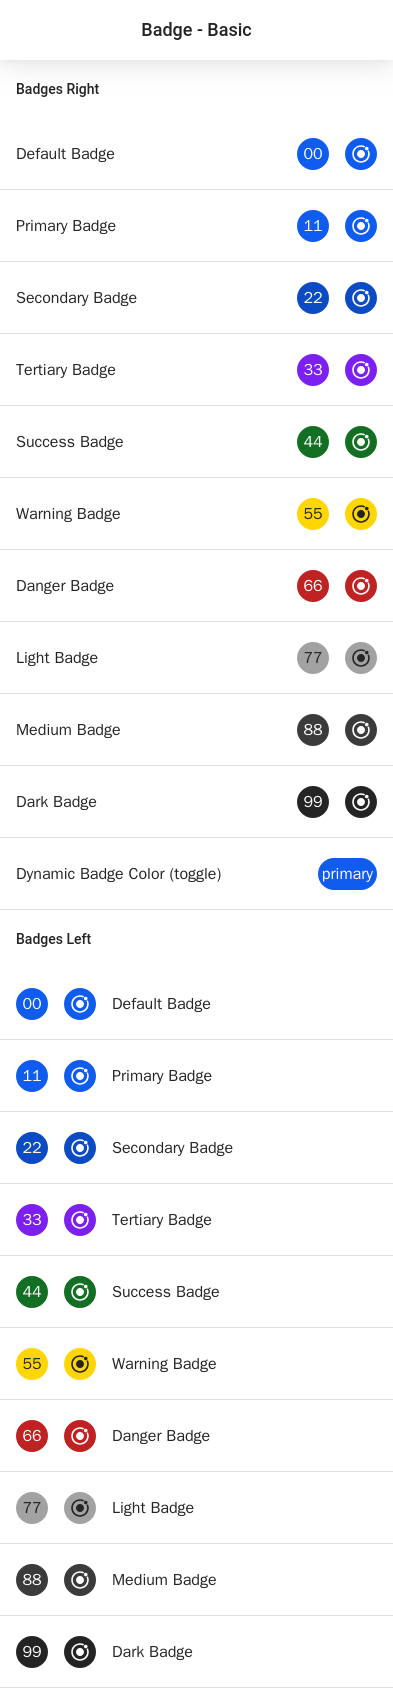 Badge - Basic
Badges Right
Default Badge 00
Primary Badge 11
Secondary Badge 22
Tertiary Badge 33
Success Badge 44
Warning Badge 55
Danger Badge 66
Light Badge 77
Medium Badge 88
Dark Badge 99
Dynamic Badge Color (toggle) primary
Badges Left
00 Default Badge
11 Primary Badge
22 Secondary Badge
33 Tertiary Badge
44 Success Badge
55 Warning Badge
66 Danger Badge
77 Light Badge
88 Medium Badge
99 Dark Badge